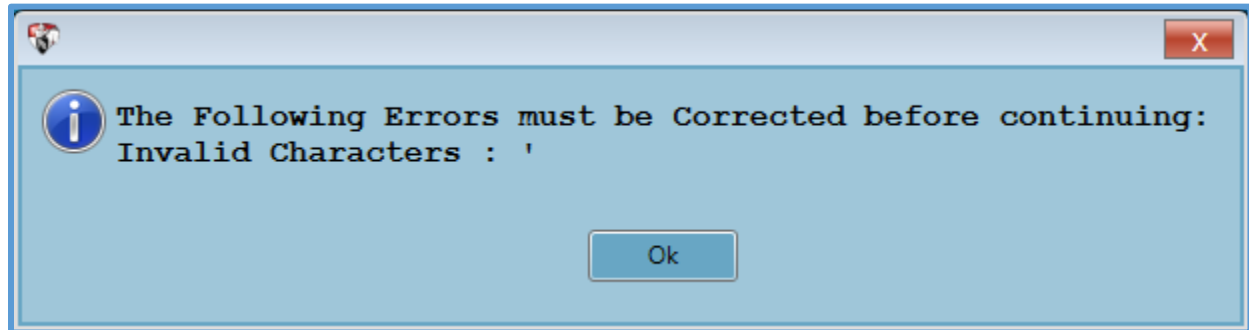 X
The Following Errors must be Corrected before continuing:
Invalid Characters : '
Ok